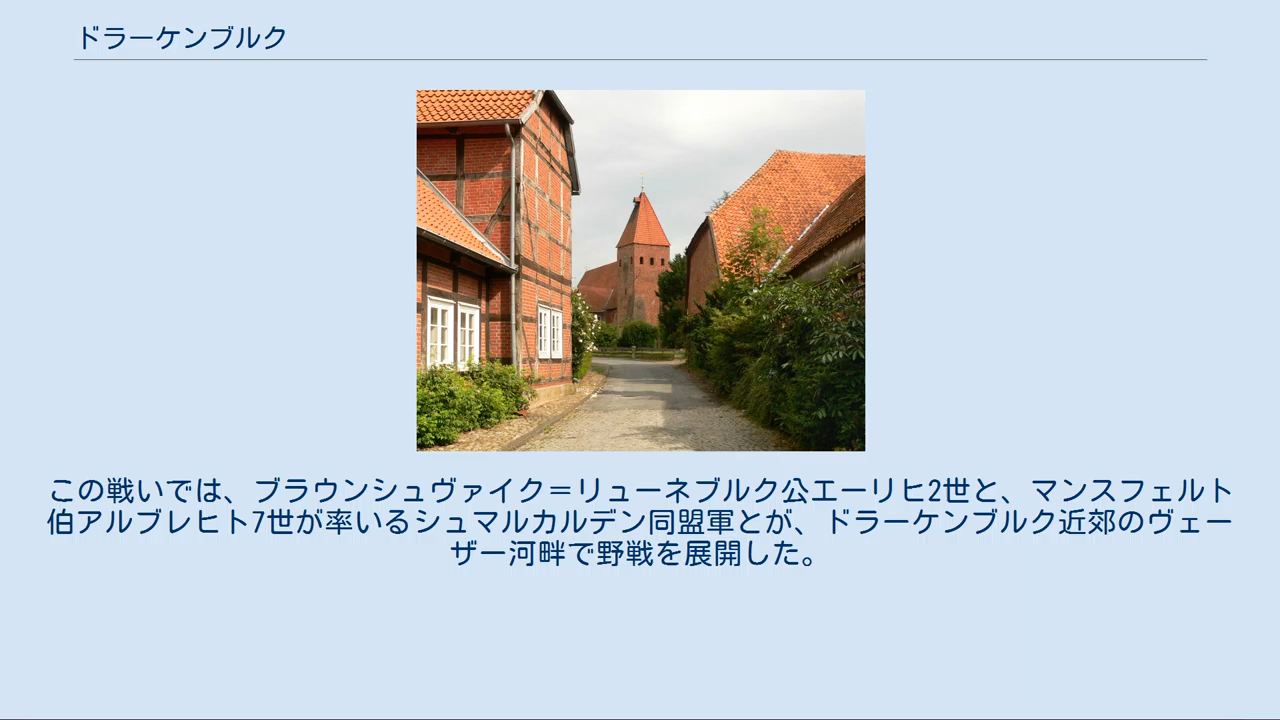 ドラーケンブルク
この戦いでは、ブラウンシュヴァイク＝リューネブルク公エーリヒ2世と、マンスフェルト
伯アルブレヒト7世が率いるシュマルカルデン同盟軍とが、ドラーケンブルク近郊のヴェー
ザー河畔で野戦を展開した。